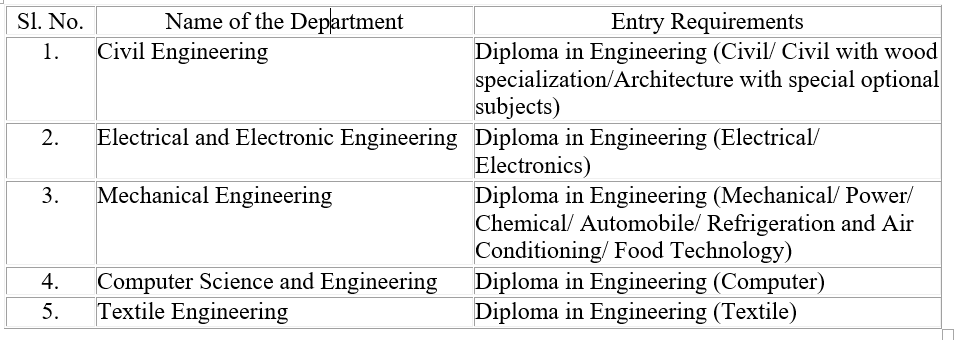 Sl. No. Name of the Department Entry Requirements
1. Civil Engineering Diploma in Engineering (Civil/ Civil with wood
specialization/Architecture with special optional
subjects)
2. Electrical and Electronic Engineering Diploma in Engineering (Electrical/
Electronics)
3. Mechanical Engineering Diploma in Engineering (Mechanical/ Power/
Chemical/ Automobile/ Refrigeration and Air
Conditioning/ Food Technology)
4. Computer Science and Engineering Diploma in Engineering (Computer)
5. Textile Engineering Diploma in Engineering (Textile)